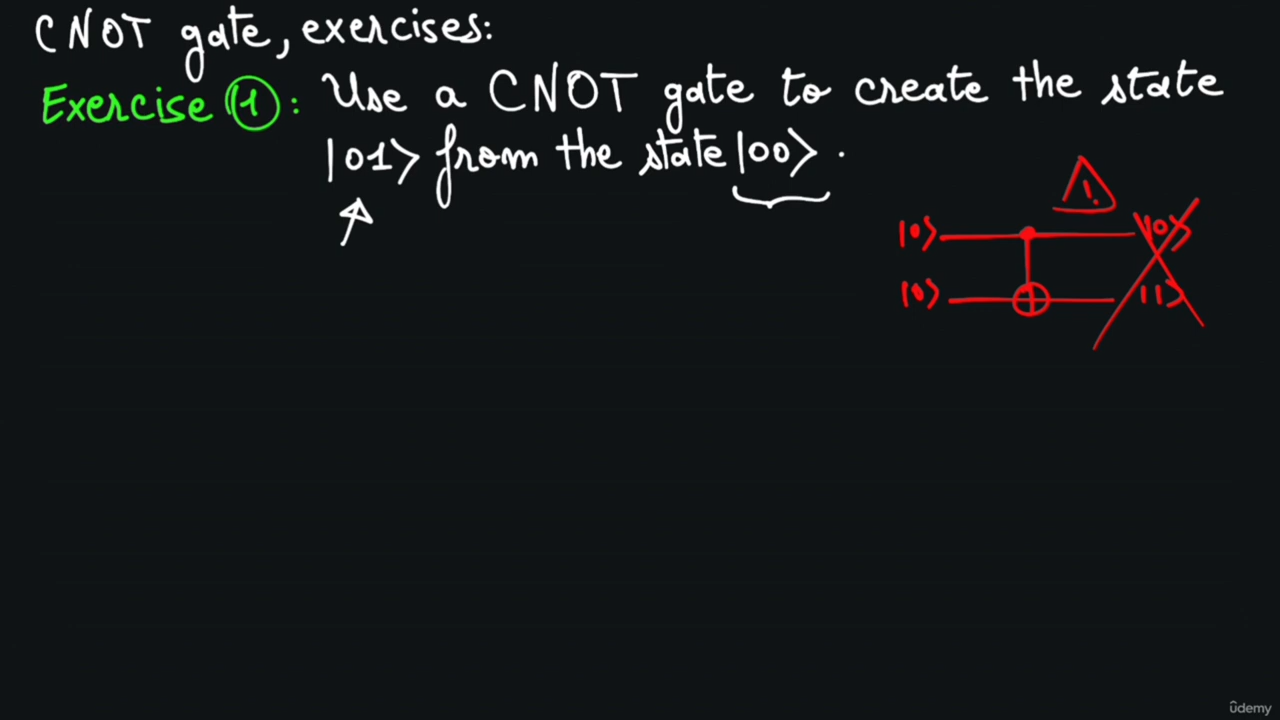 CNOT gate, exercises:
Exercise (1): Use a CNOT gate to create the state
|01⟩ from the state |00⟩.
!
|0⟩ |0⟩
|0⟩ |1⟩
ûdemy